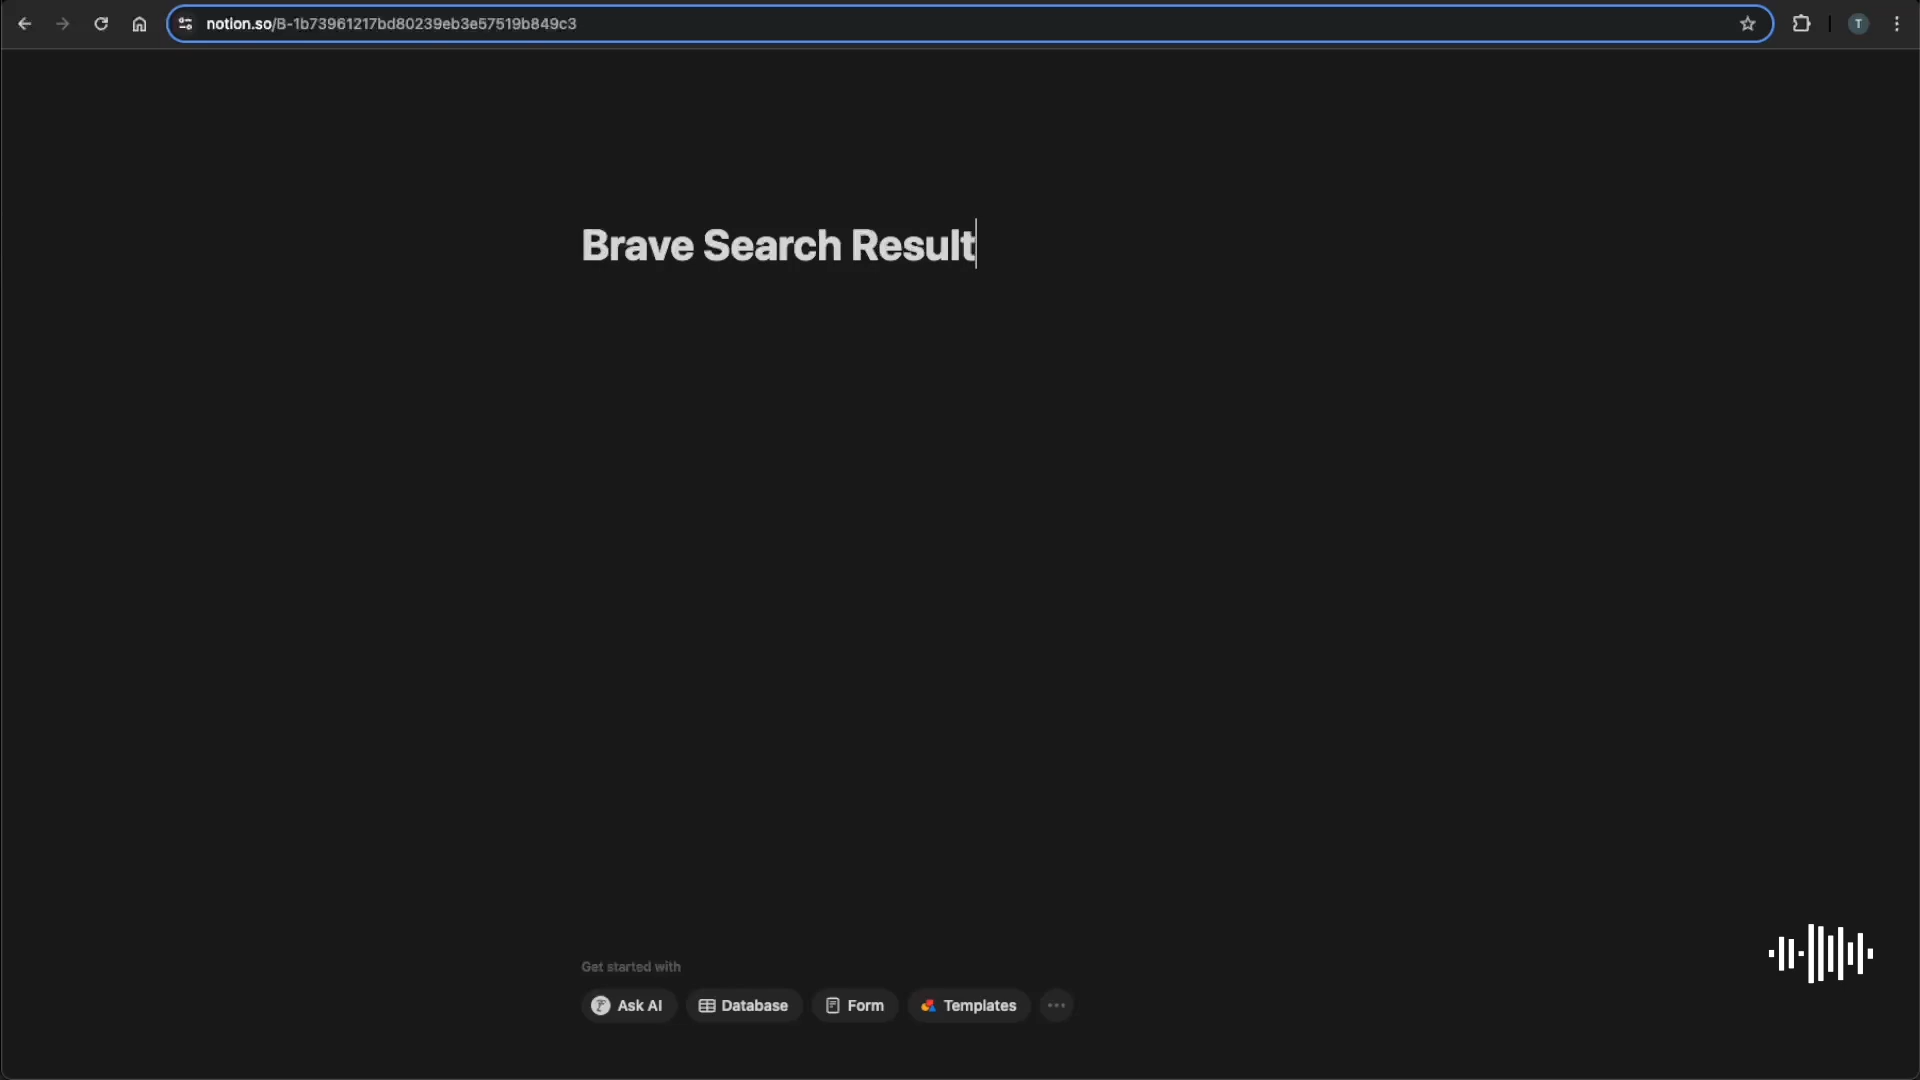 notion.so/B-1b73961217bd80239eb3e57519b849c3
T
Brave Search Result
Get started with
Ask AI
Database
Form
Templates